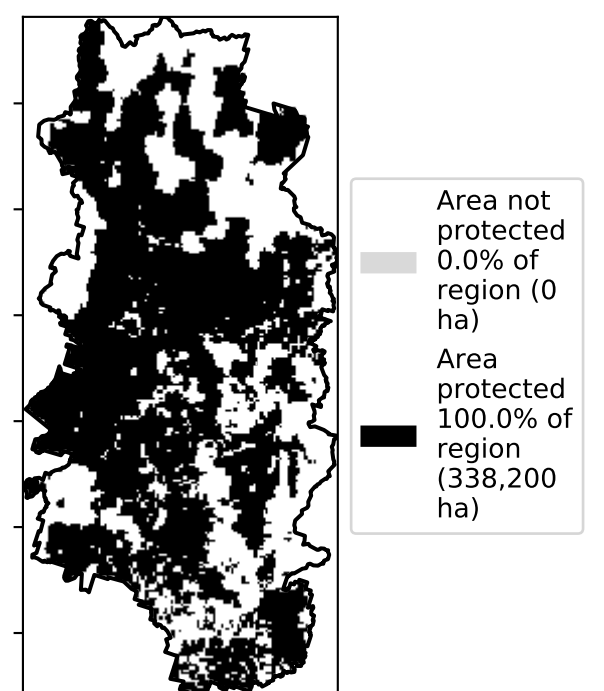 Area not
protected
0.0% of
region (0
ha)
Area
protected
100.0% of
region
(338,200
ha)